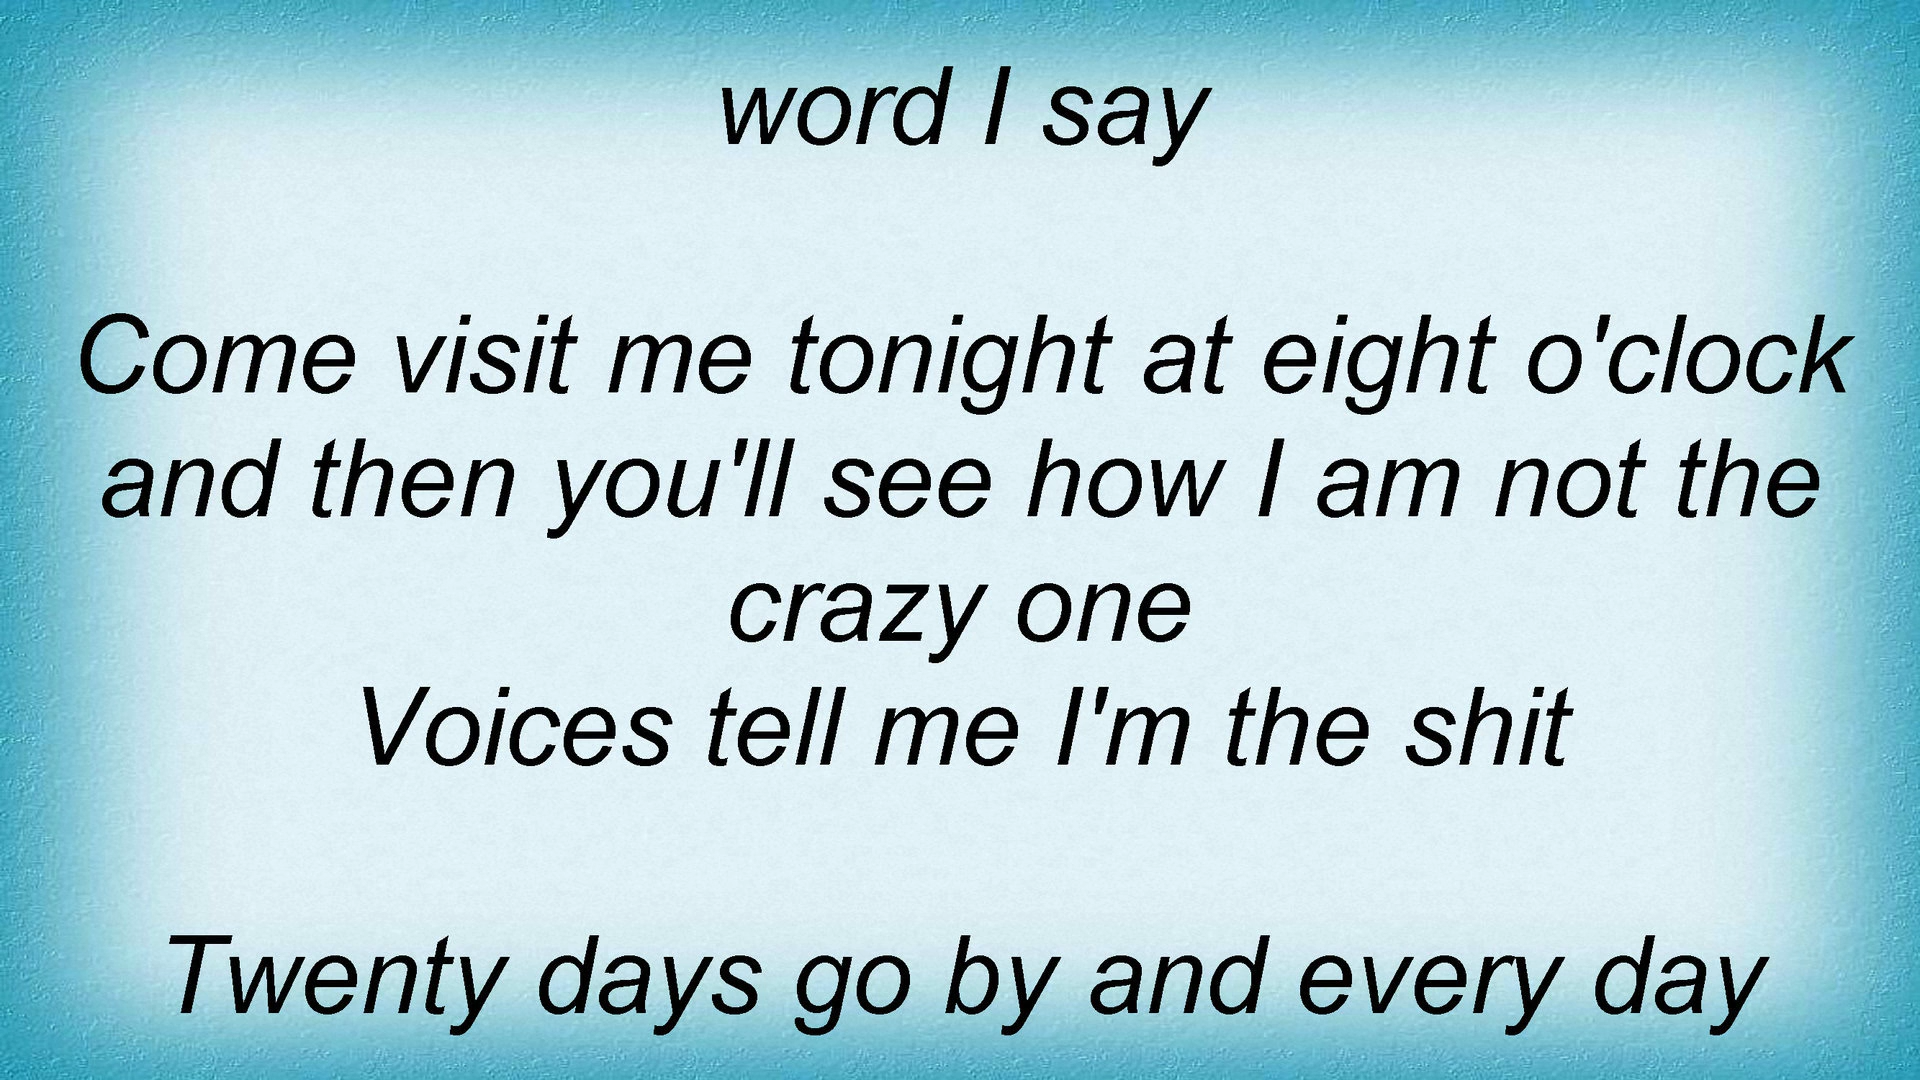 word I say
Come visit me tonight at eight o'clock
and then you'll see how I am not the
crazy one
Voices tell me I'm the shit
Twenty days go by and every day